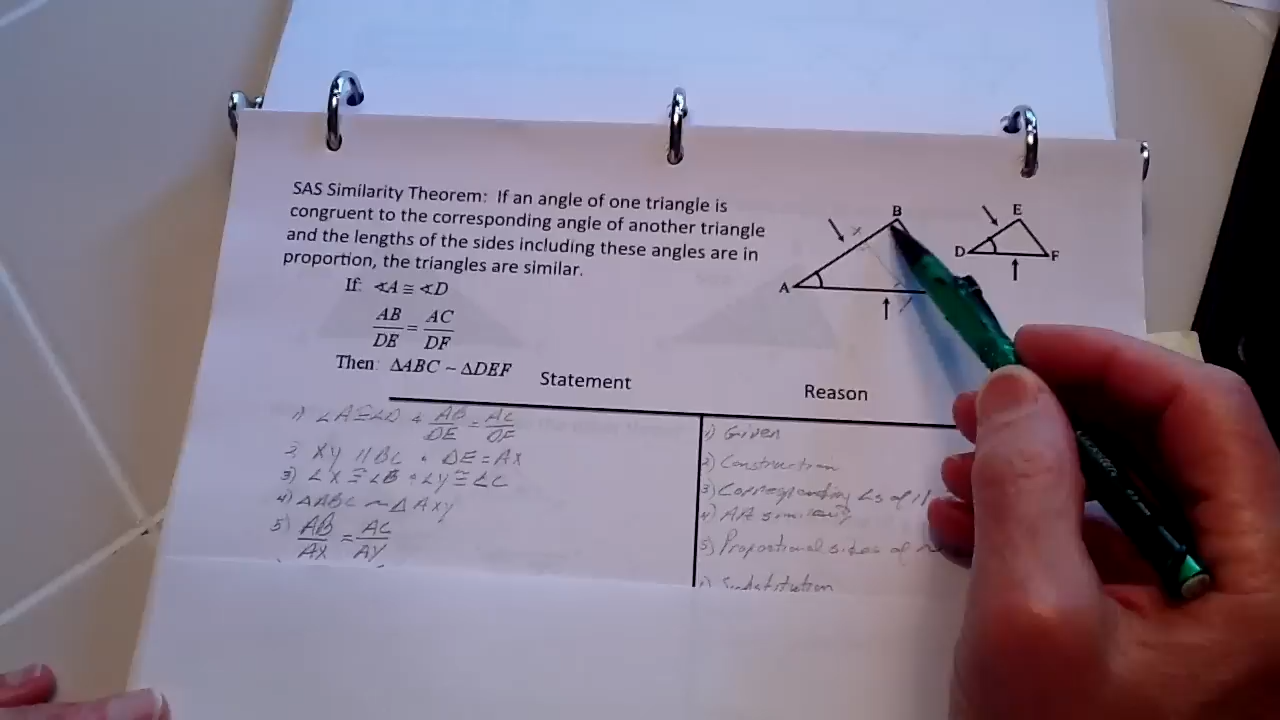 SAS Similarity Theorem: If an angle of one triangle is
congruent to the corresponding angle of another triangle
and the lengths of the sides including these angles are in
proportion, the triangles are similar.
If: ∢A ≅ ∢D
AB/DE = AC/DF
Then: ΔABC ~ ΔDEF
B
A
x
E
D
F
Statement
Reason
1) ∠A≅∠D + AB/DE = AC/DF
2 XY // BC + DE = AX
3) ∠X ≅ ∠B + ∠Y ≅ ∠C
4) ΔABC ~ ΔAXY
5) AB/AX = AC/AY
1) Given
2) Construction
3) Corresponding ∠s of //
4) AA similarity
5) Proportional sides of
Substitution